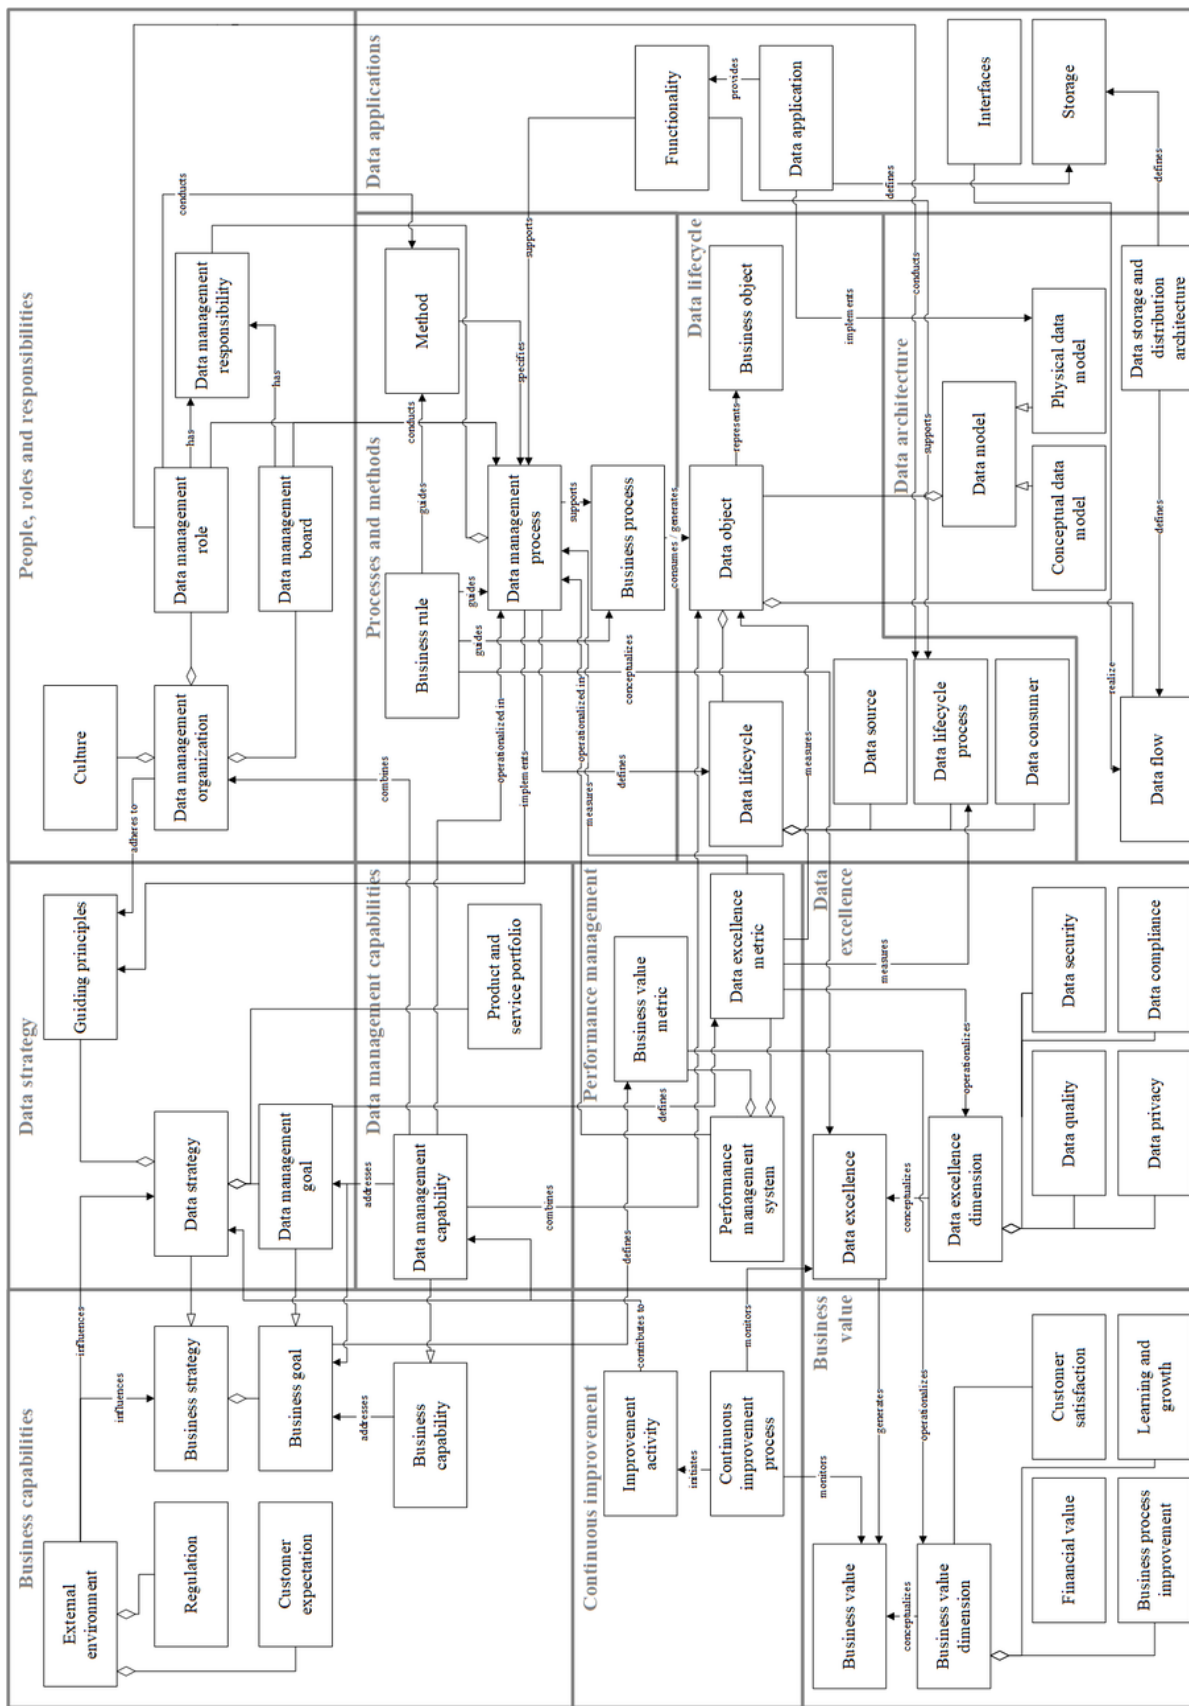 Business capabilities
External
environment
Regulation
Customer
expectation
influences
influences
Business strategy
Business goal
addresses
Business
capability
Data strategy
Guiding principles
Data strategy
Data management
goal
People, roles and responsibilities
Culture
adheres to
Data management
organization
Data management
role
Data management
board
has
has
Data management
responsibility
conducts
Data management capabilities
addresses
Data management
capability
combines
combines
Product and
service portfolio
Processes and methods
Business rule
guides
guides
guides
Method
conducts
specifies
Data management
process
supports
Business process
operationalized in
operationalized in
implements
measures
defines
conceptualizes
consumes / generates
supports
Data applications
Functionality
provides
Data application
Interfaces
Storage
defines
defines
Continuous improvement
Improvement
activity
contributes to
initiates
Continuous
improvement
process
monitors
monitors
Performance management
defines
defines
Business value
metric
Performance
management
system
Data excellence
metric
measures
measures
operationalizes
operationalizes
Data lifecycle
Data lifecycle
Data object
represents
Business object
implements
conducts
supports
Data source
Data lifecycle
process
Data consumer
Data architecture
Data model
Conceptual data
model
Physical data
model
Data storage and
distribution
architecture
defines
realize
Data flow
Business
value
Business value
generates
conceptualizes
Business value
dimension
Financial value
Customer
satisfaction
Business process
improvement
Learning and
growth
Data
excellence
Data excellence
conceptualizes
Data excellence
dimension
Data quality
Data security
Data privacy
Data compliance